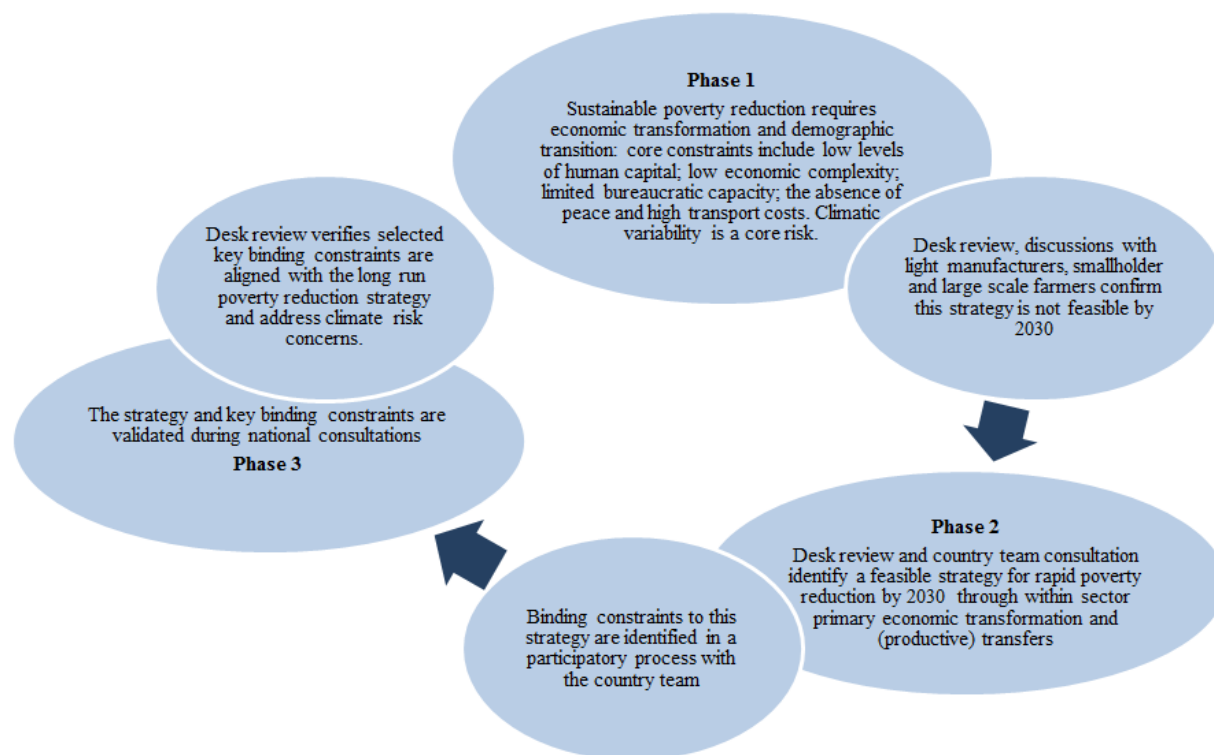 Phase 1
Sustainable poverty reduction requires
economic transformation and demographic
transition: core constraints include low levels
of human capital; low economic complexity;
limited bureaucratic capacity; the absence of
peace and high transport costs. Climatic
variability is a core risk.
Desk review, discussions with
light manufacturers, smallholder
and large scale farmers confirm
this strategy is not feasible by
2030
Phase 2
Desk review and country team consultation
identify a feasible strategy for rapid poverty
reduction by 2030 through within sector
primary economic transformation and
(productive) transfers
Binding constraints to this
strategy are identified in a
participatory process with
the country team
The strategy and key binding constraints are
validated during national consultations
Phase 3
Desk review verifies selected
key binding constraints are
aligned with the long run
poverty reduction strategy
and address climate risk
concerns.